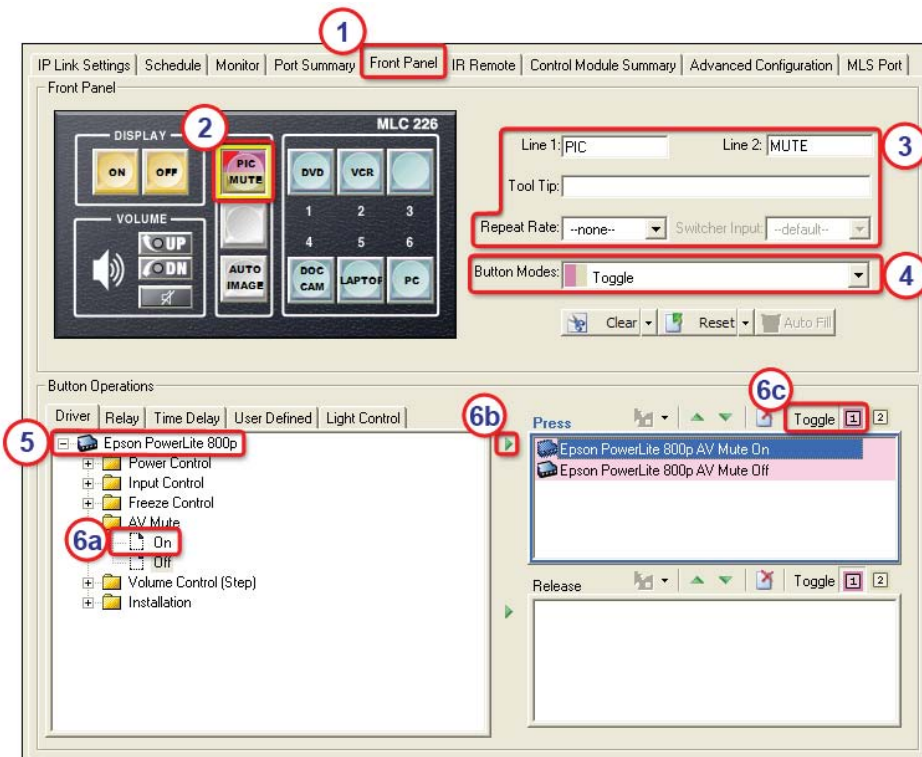 1
IP Link Settings Schedule Monitor Port Summary Front Panel IR Remote Control Module Summary Advanced Configuration MLS Port
Front Panel
MLC 226
DISPLAY
2
ON OFF
PIC
MUTE
DVD VCR
1 2 3
VOLUME
UP
DN
4 5 6
AUTO
IMAGE
DOC
CAM
LAPTOP
PC
Line 1: PIC Line 2: MUTE
3
Tool Tip:
Repeat Rate: --none-- Switcher Input: --default--
Button Modes: Toggle
4
Clear Reset Auto Fill
Button Operations
Driver Relay Time Delay User Defined Light Control
5
Epson PowerLite 800p
Power Control
Input Control
Freeze Control
AV Mute
6a
On
Off
Volume Control (Step)
Installation
6b
6c
Press Toggle 1 2
Epson PowerLite 800p AV Mute On
Epson PowerLite 800p AV Mute Off
Release Toggle 1 2